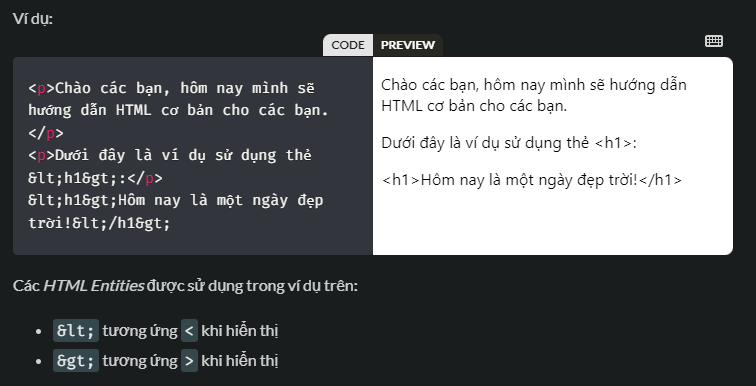 Ví dụ:
CODE PREVIEW
<p>Chào các bạn, hôm nay mình sẽ
hướng dẫn HTML cơ bản cho các bạn.
</p>
<p>Dưới đây là ví dụ sử dụng thẻ
&lt;h1&gt;:</p>
&lt;h1&gt;Hôm nay là một ngày đẹp
trời!&lt;/h1&gt;
Chào các bạn, hôm nay mình sẽ hướng dẫn
HTML cơ bản cho các bạn.
Dưới đây là ví dụ sử dụng thẻ <h1>:
<h1>Hôm nay là một ngày đẹp trời!</h1>
Các HTML Entities được sử dụng trong ví dụ trên:
• &lt; tương ứng < khi hiển thị
• &gt; tương ứng > khi hiển thị